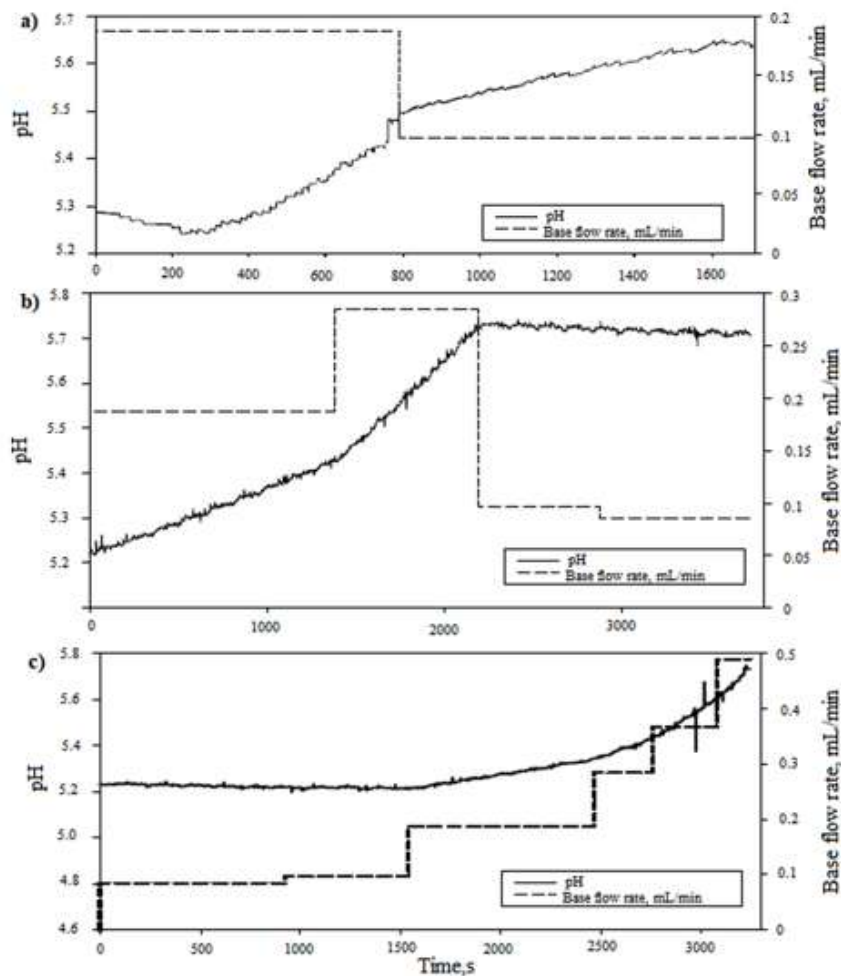 a)
5.7
5.6
5.5
5.4
5.3
5.2
pH
0.2
0.15
0.1
0.05
0
Base flow rate, mL/min
pH
Base flow rate, mL/min
0 200 400 600 800 1000 1200 1400 1600
b)
5.8
5.7
5.6
5.5
5.4
5.3
5.2
pH
0.3
0.25
0.2
0.15
0.1
0.05
0
Base flow rate, mL/min
pH
Base flow rate, mL/min
0 1000 2000 3000
c)
5.8
5.6
5.4
5.2
5.0
4.8
4.6
pH
0.5
0.4
0.3
0.2
0.1
0
Base flow rate, mL/min
pH
Base flow rate, mL/min
0 500 1000 1500 2000 2500 3000
Time,s